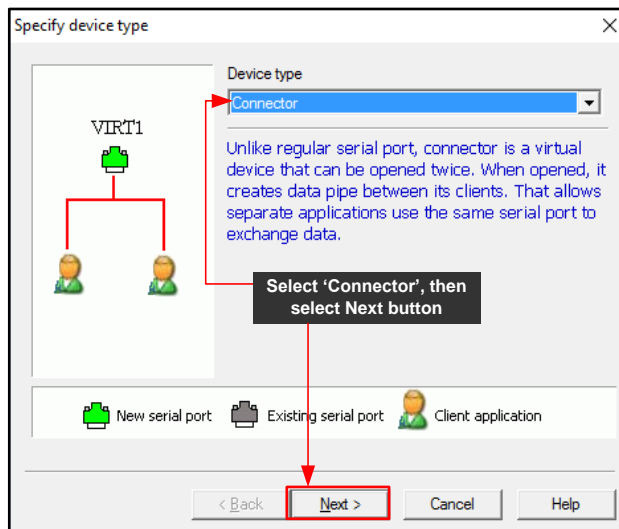 Specify device type
Device type
Connector
VIRT1
Unlike regular serial port, connector is a virtual
device that can be opened twice. When opened, it
creates data pipe between its clients. That allows
separate applications use the same serial port to
exchange data.
Select ‘Connector’, then
select Next button
New serial port Existing serial port Client application
< Back Next > Cancel Help